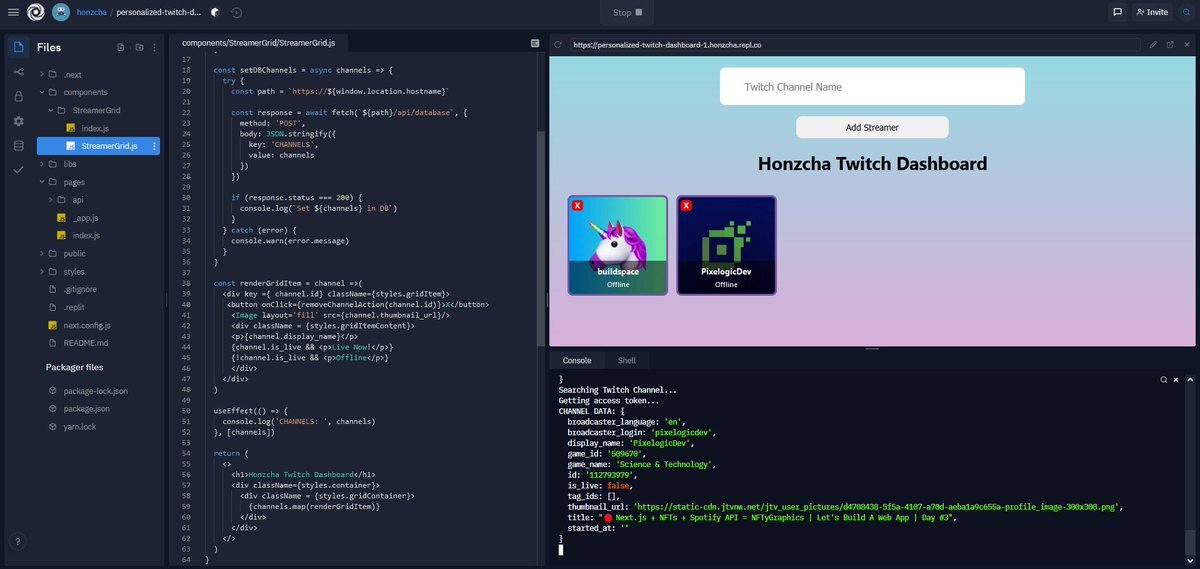 honzcha / personalized-twitch-d...
Stop
Invite
Files
.next
components
StreamerGrid
index.js
StreamerGrid.js
libs
pages
api
_app.js
index.js
public
styles
.gitignore
.replit
next.config.js
README.md
Packager files
package-lock.json
package.json
yarn.lock
?
components/StreamerGrid/StreamerGrid.js
17
18 const setDBChannels = async channels => {
19 try {
20 const path = `https://${window.location.hostname}`
21
22 const response = await fetch(`${path}/api/database`, {
23 method: 'POST',
24 body: JSON.stringify({
25 key: 'CHANNELS',
26 value: channels
27 })
28 })
29
30 if (response.status === 200) {
31 console.log(`Set ${channels} in DB`)
32 }
33 } catch (error) {
34 console.warn(error.message)
35 }
36 }
37
38 const renderGridItem = channel =>(
39 <div key ={ channel.id} className={styles.gridItem}>
40 <button onClick={removeChannelAction(channel.id)}>X</button>
41 <Image layout='fill' src={channel.thumbnail_url}/>
42 <div className = {styles.gridItemContent}>
43 <p>{channel.display_name}</p>
44 {channel.is_live && <p>Live Now!</p>}
45 {!channel.is_live && <p>Offline</p>}
46 </div>
47 </div>
48 )
49
50 useEffect(() => {
51 console.log('CHANNELS: ', channels)
52 }, [channels])
53
54 return (
55 <>
56 <h1>Honzcha Twitch Dashboard</h1>
57 <div className={styles.container}>
58 <div className = {styles.gridContainer}>
59 {channels.map(renderGridItem)}
60 </div>
61 </div>
62 </>
63 )
64 }
https://personalized-twitch-dashboard-1.honzcha.repl.co
Twitch Channel Name
Add Streamer
Honzcha Twitch Dashboard
X
buildspace
Offline
X
PixelogicDev
Offline
Console
Shell
}
Searching Twitch Channel...
Getting access token...
CHANNEL DATA: {
broadcaster_language: 'en',
broadcaster_login: 'pixelogicdev',
display_name: 'PixelogicDev',
game_id: '509670',
game_name: 'Science & Technology',
id: '112793979',
is_live: false,
tag_ids: [],
thumbnail_url: 'https://static-cdn.jtvnw.net/jtv_user_pictures/d4708438-5f5a-4107-a70d-aeba1a9c655a-profile_image-300x300.png',
title: "🔴 Next.js + NFTs + Spotify API = NFTyGraphics | Let's Build A Web App | Day #3",
started_at: ''
}